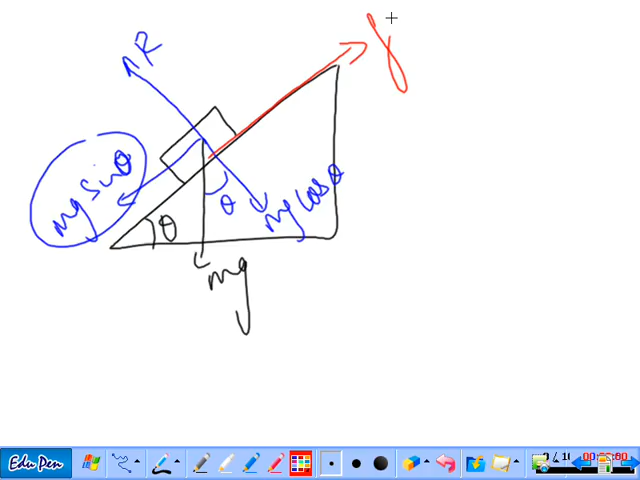 R
f
mg sinθ
θ
mg cosθ
θ
mg
Edu Pen